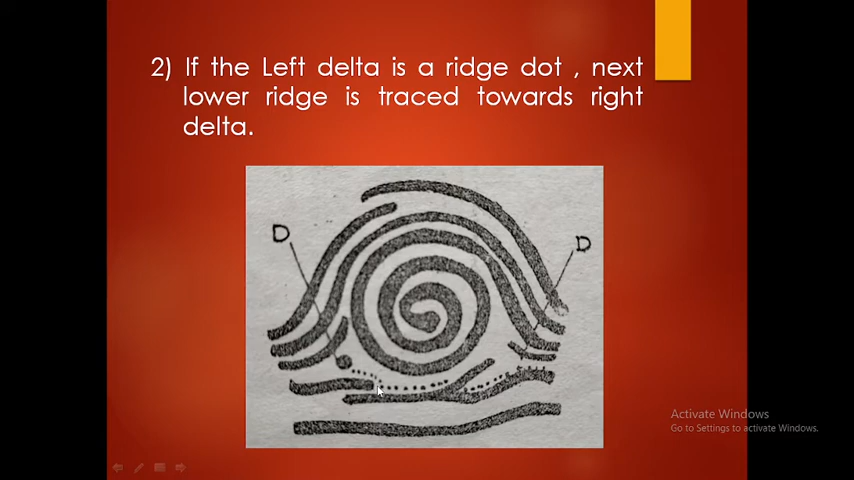 2) If the Left delta is a ridge dot , next
lower ridge is traced towards right
delta.
D
D
Activate Windows
Go to Settings to activate Windows.